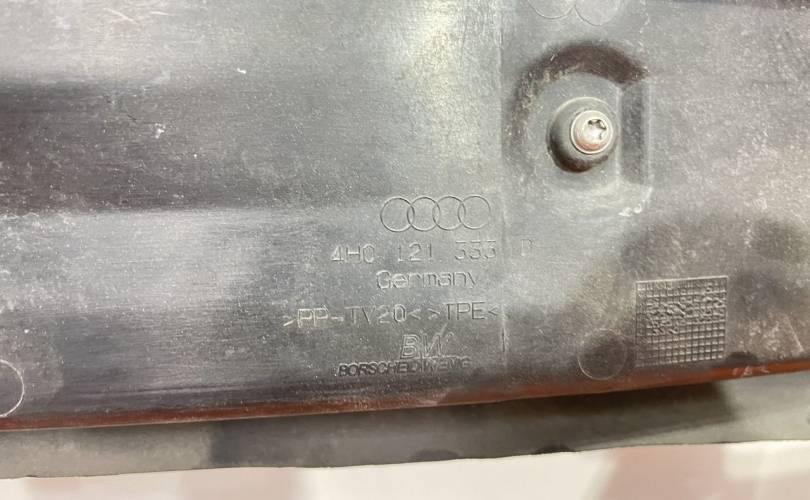 4H0 121 333 D
Germany
>PP-TV20<>TPE<
BW
BORSCHEID WENIG